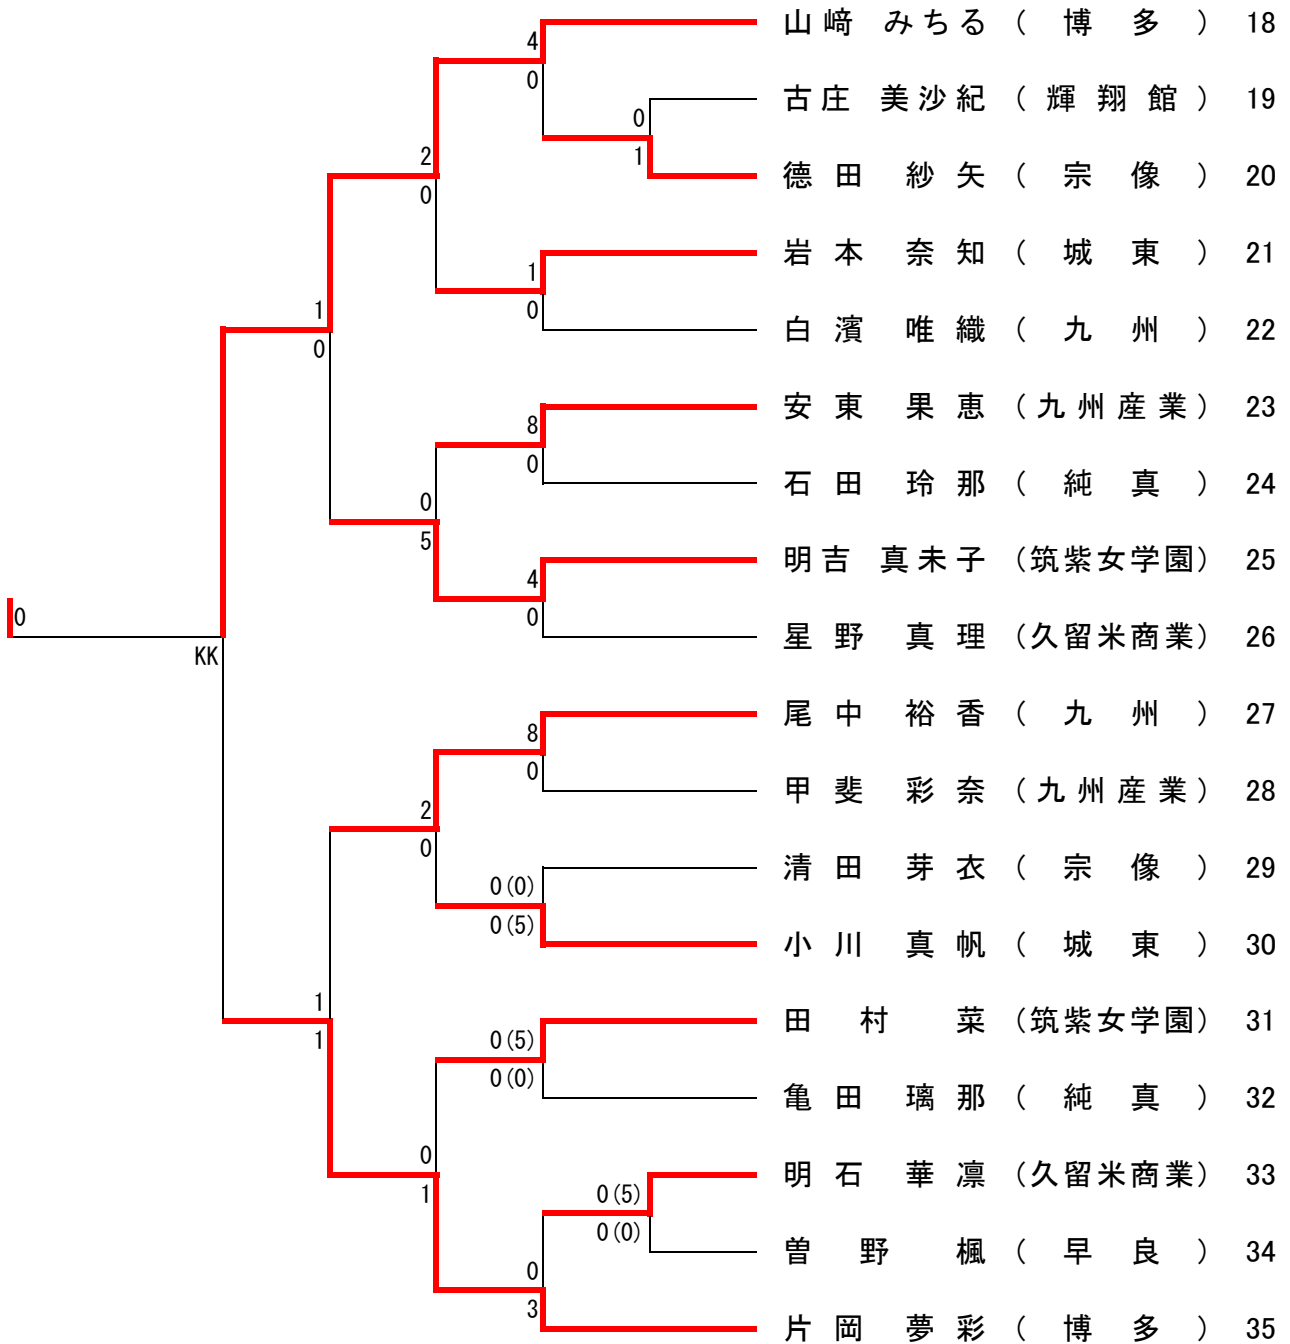 山﨑 みちる ( 博 多 ) 18
4
0
古庄 美沙紀 ( 輝 翔 館 ) 19
0
1
2
0
德田 紗矢 ( 宗 像 ) 20
岩本 奈知 ( 城 東 ) 21
1
0
1
0
白濱 唯織 ( 九 州 ) 22
安東 果恵 ( 九 州 産 業 ) 23
8
0
石田 玲那 ( 純 真 ) 24
0
5
明吉 真未子 (筑紫女学園) 25
4
0
0
KK
星野 真理 (久留米商業) 26
尾中 裕香 ( 九 州 ) 27
8
0
甲斐 彩奈 ( 九 州 産 業 ) 28
2
0
清田 芽衣 ( 宗 像 ) 29
0(0)
0(5)
小川 真帆 ( 城 東 ) 30
1
1
田村 菜 (筑紫女学園) 31
0(5)
0(0)
亀田 璃那 ( 純 真 ) 32
0
1
明石 華凛 (久留米商業) 33
0(5)
0(0)
曽野 楓 ( 早 良 ) 34
0
3
片岡 夢彩 ( 博 多 ) 35